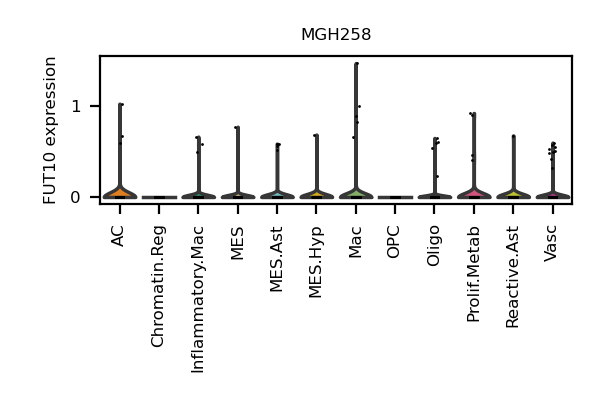 MGH258
FUT10 expression
1
0
AC
Chromatin.Reg
Inflammatory.Mac
MES
MES.Ast
MES.Hyp
Mac
OPC
Oligo
Prolif.Metab
Reactive.Ast
Vasc